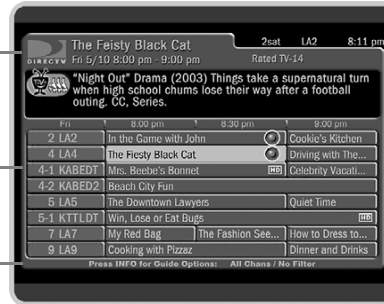 The Feisty Black Cat 2sat LA2 8:11 pm
DIRECTV Fri 5/10 8:00 pm - 9:00 pm Rated TV-14
"Night Out" Drama (2003) Things take a supernatural turn
when high school chums lose their way after a football
outing. CC, Series.
Fri 8:00 pm 8:30 pm 9:00 pm
2 LA2 In the Game with John Cookie's Kitchen
4 LA4 The Fiesty Black Cat Driving with The...
4-1 KABEDT Mrs. Beebe's Bonnet HD Celebrity Vacati...
4-2 KABED2 Beach City Fun
5 LA5 The Downtown Lawyers Quiet Time
5-1 KTTLDT Win, Lose or Eat Bugs HD
7 LA7 My Red Bag The Fashion See... How to Dress to...
9 LA9 Cooking with Pizzaz Dinner and Drinks
Press INFO for Guide Options: All Chans / No Filter